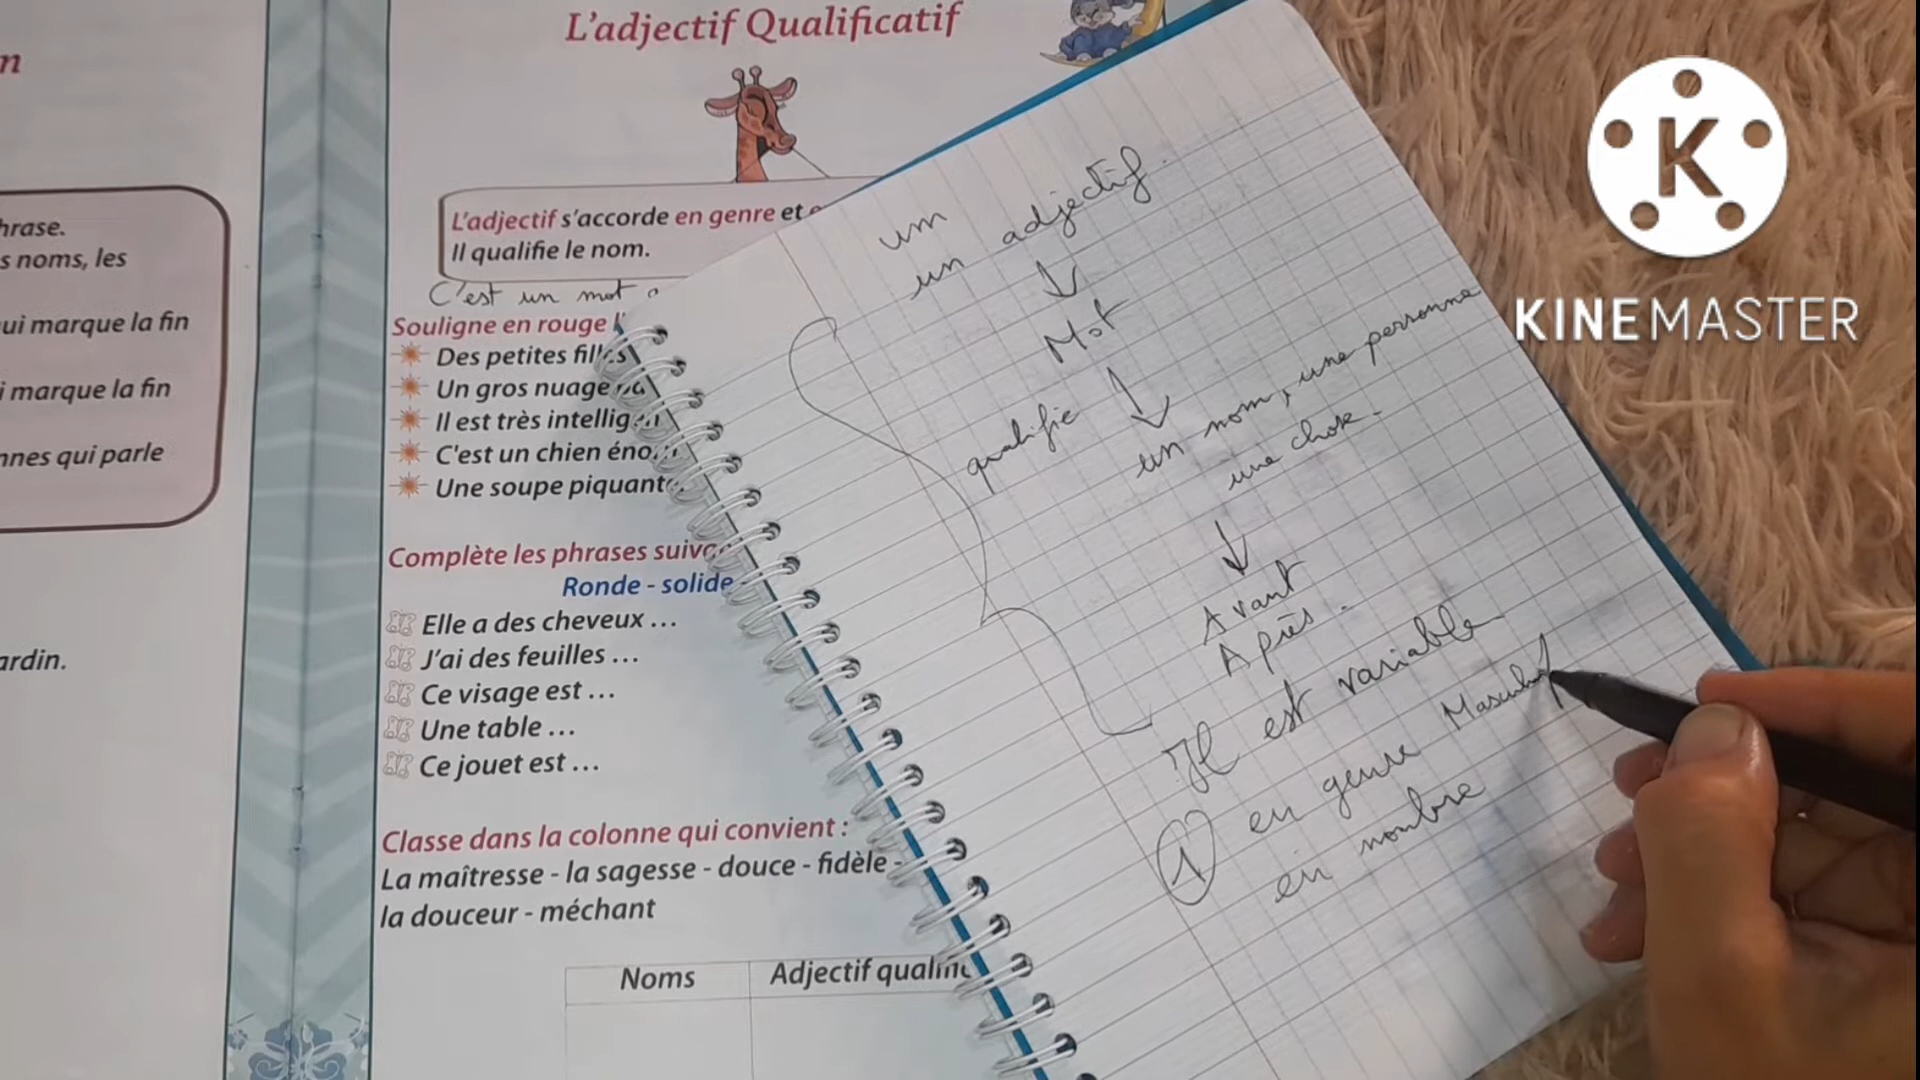 n
hrase.
s noms, les
ui marque la fin
i marque la fin
nnes qui parle
ardin.
L'adjectif Qualificatif
L'adjectif s'accorde en genre et
Il qualifie le nom.
C'est un mot
Souligne en rouge l'
Des petites filles
Un gros nuage
Il est très intellig
C'est un chien éno
Une soupe piquant
Complète les phrases suiv
Ronde - solide -
Elle a des cheveux ...
J'ai des feuilles ...
Ce visage est ...
Une table ...
Ce jouet est ...
Classe dans la colonne qui convient :
La maîtresse - la sagesse - douce - fidèle -
la douceur - méchant
Noms
Adjectif qualif
um
un adjectif.
Mot
qualifie
un nom, une personne
une chose.
Avant
Après.
Il est variable
1 en genre Masculin
en nombre
K
KINEMASTER